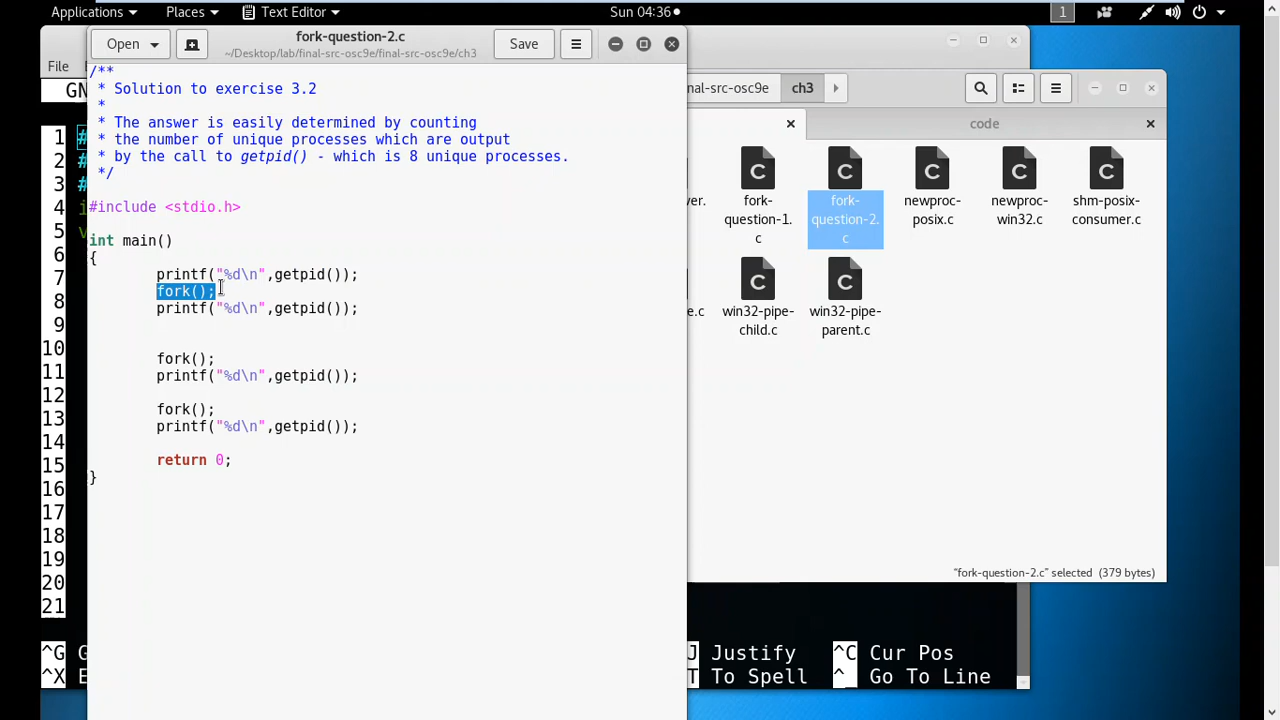 Applications
Places
Text Editor
Sun 04:36
1
Open
fork-question-2.c
~/Desktop/lab/final-src-osc9e/final-src-osc9e/ch3
Save
File
GN
/**
* Solution to exercise 3.2
*
* The answer is easily determined by counting
* the number of unique processes which are output
* by the call to getpid() - which is 8 unique processes.
*/
#include <stdio.h>
int main()
{
printf("%d\n",getpid());
fork();
printf("%d\n",getpid());
fork();
printf("%d\n",getpid());
fork();
printf("%d\n",getpid());
return 0;
}
1 #
2 #
3 #
4 i
5 v
6
7
8
9
10
11
12
13
14
15
16
17
18
19
20
21
^G G
^X E
nal-src-osc9e
ch3
code
ver.
fork-
question-1.
c
fork-
question-2.
c
newproc-
posix.c
newproc-
win32.c
shm-posix-
consumer.c
e.c
win32-pipe-
child.c
win32-pipe-
parent.c
"fork-question-2.c" selected (379 bytes)
J Justify
^C Cur Pos
T To Spell
^_ Go To Line